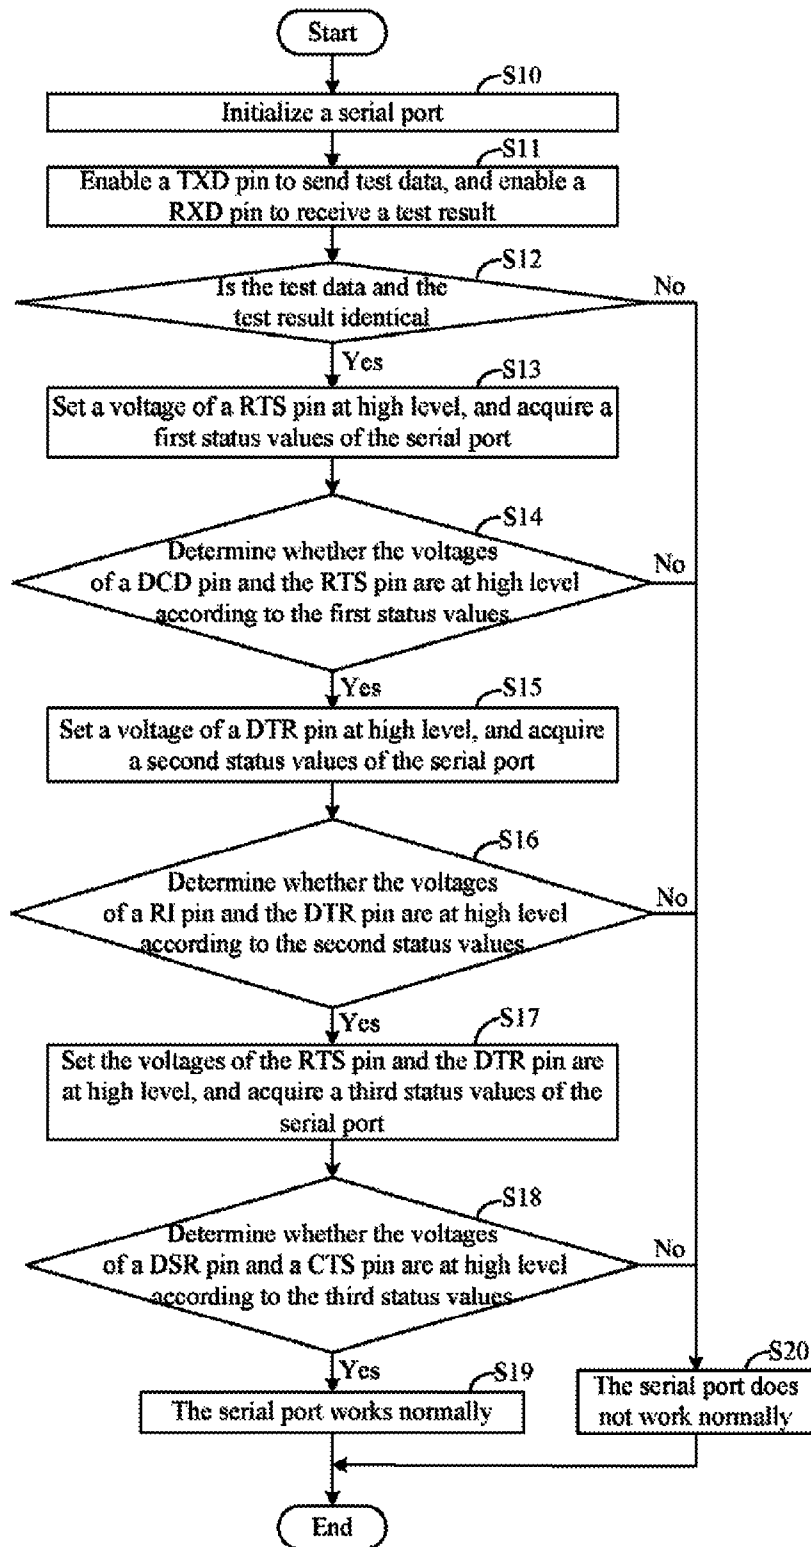 Start
S10
Initialize a serial port
S11
Enable a TXD pin to send test data, and enable a
RXD pin to receive a test result
S12
Is the test data and the
test result identical
No
Yes
S13
Set a voltage of a RTS pin at high level, and acquire a
first status values of the serial port
S14
Determine whether the voltages
of a DCD pin and the RTS pin are at high level
according to the first status values
No
Yes
S15
Set a voltage of a DTR pin at high level, and acquire
a second status values of the serial port
S16
Determine whether the voltages
of a RI pin and the DTR pin are at high level
according to the second status values
No
Yes
S17
Set the voltages of the RTS pin and the DTR pin are
at high level, and acquire a third status values of the
serial port
S18
Determine whether the voltages
of a DSR pin and a CTS pin are at high level
according to the third status values
No
Yes
S19
The serial port works normally
S20
The serial port does
not work normally
End